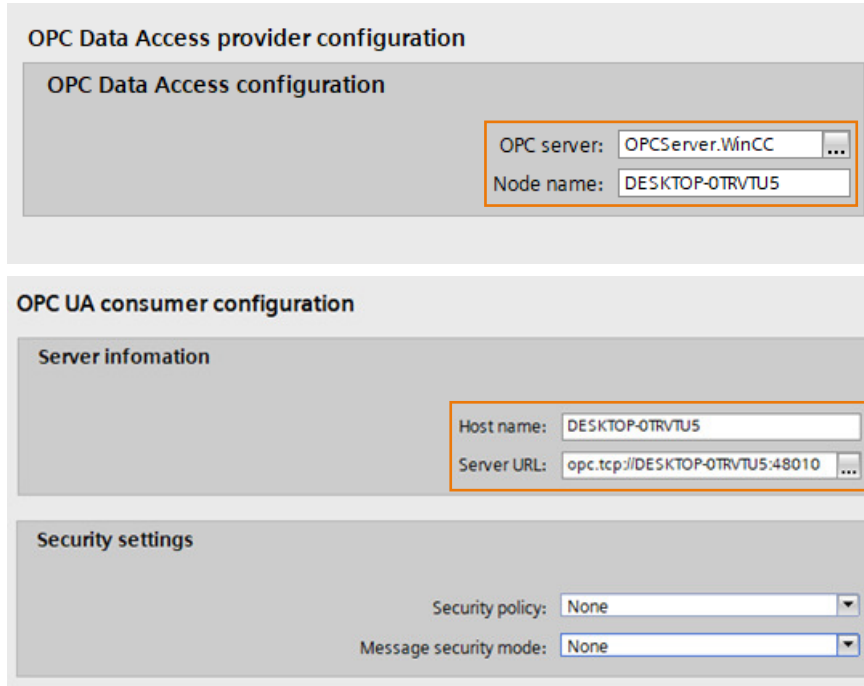 OPC Data Access provider configuration
OPC Data Access configuration
OPC server: OPCServer.WinCC ...
Node name: DESKTOP-0TRVTU5
OPC UA consumer configuration
Server infomation
Host name: DESKTOP-0TRVTU5
Server URL: opc.tcp://DESKTOP-0TRVTU5:48010 ...
Security settings
Security policy: None
Message security mode: None